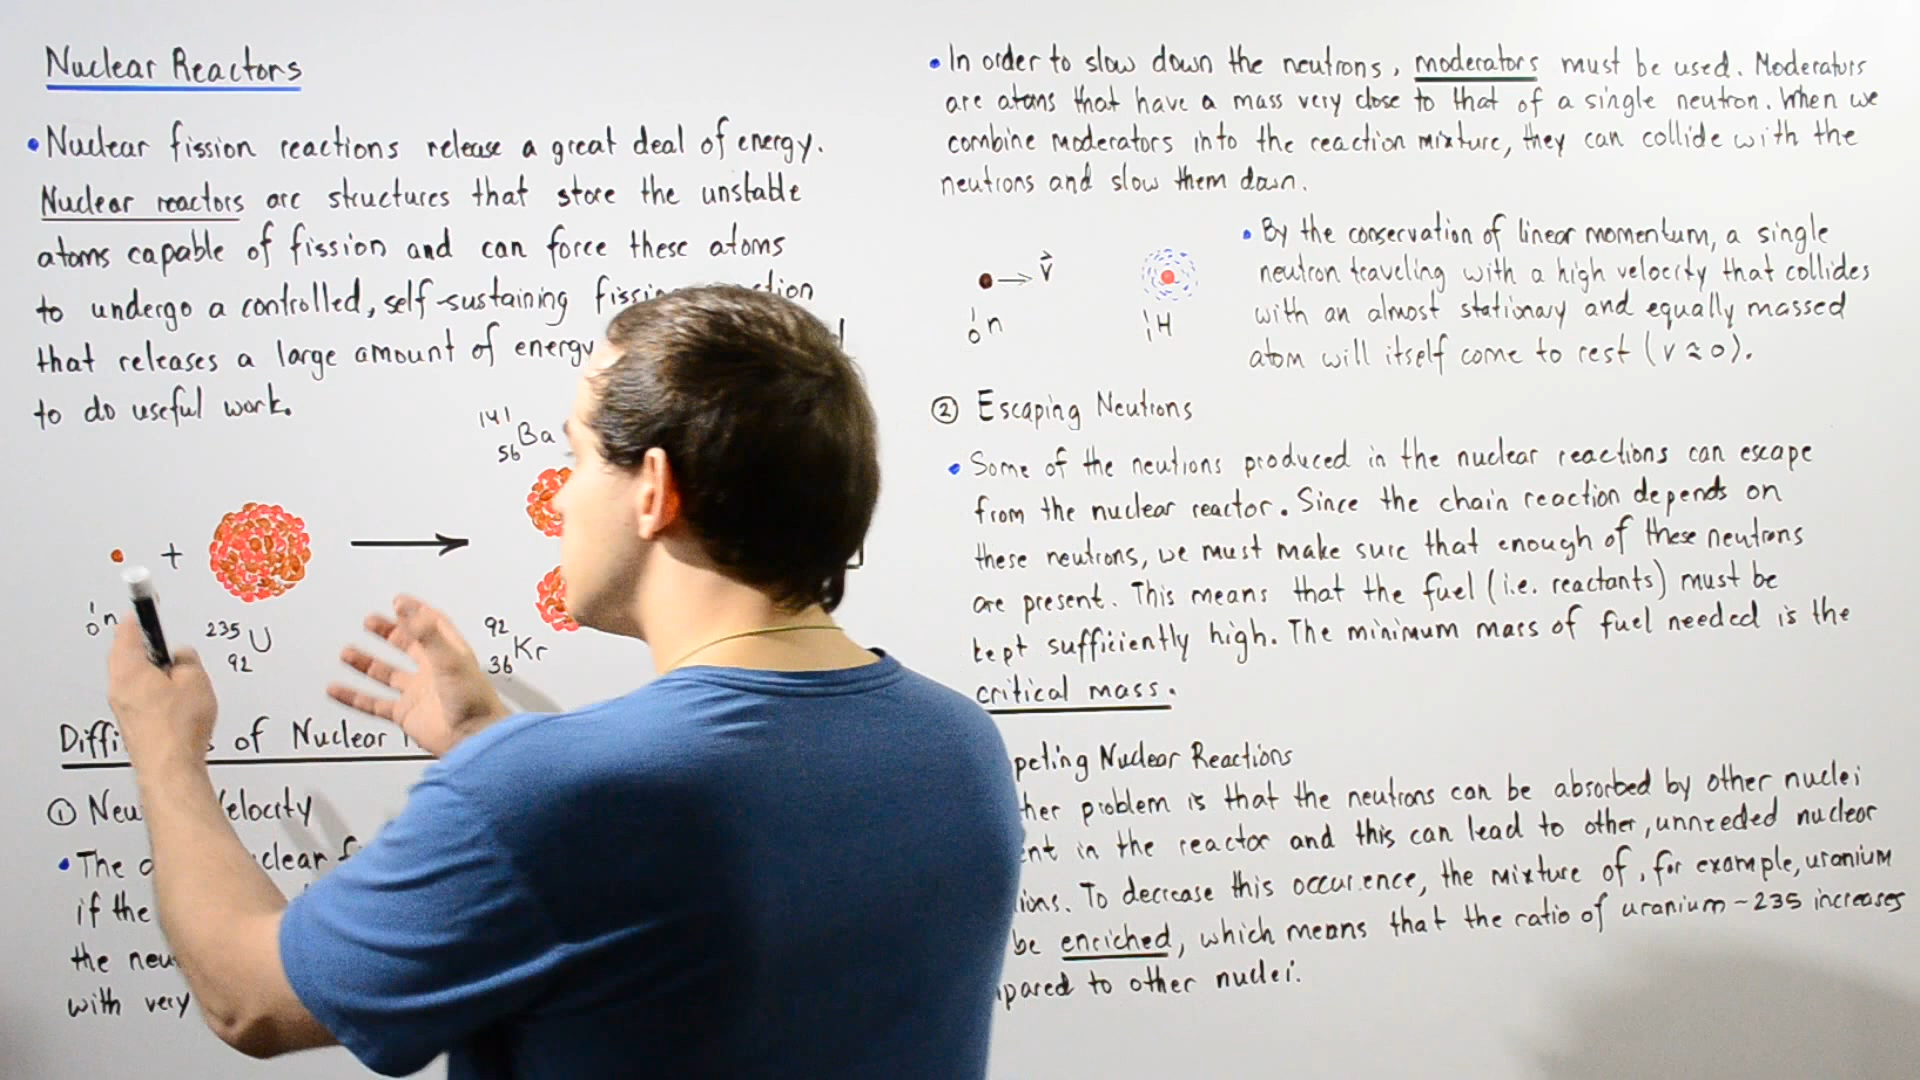 Nuclear Reactors
• Nuclear fission reactions release a great deal of energy.
Nuclear reactors are structures that store the unstable
atoms capable of fission and can force these atoms
to undergo a controlled, self-sustaining
that releases a large amount of energy
to do useful work.
141
56 Ba
+
1
0 n
235
92 U
92
36 Kr
of Nuclear
① Velocity
• The
if the
the
with very
• In order to slow down the neutrons, moderators must be used. Moderators
are atoms that have a mass very close to that of a single neutron. When we
combine moderators into the reaction mixture, they can collide with the
neutrons and slow them down.
v
1
0 n
1
1 H
• By the conservation of linear momentum, a single
neutron traveling with a high velocity that collides
with an almost stationary and equally massed
atom will itself come to rest (v ≈ 0).
② Escaping Neutrons
• Some of the neutrons produced in the nuclear reactions can escape
from the nuclear reactor. Since the chain reaction depends on
these neutrons, we must make sure that enough of these neutrons
are present. This means that the fuel (i.e. reactants) must be
kept sufficiently high. The minimum mass of fuel needed is the
critical mass.
Nuclear Reactions
problem is that the neutrons can be absorbed by other nuclei
in the reactor and this can lead to other, unneeded nuclear
To decrease this occurence, the mixture of, for example, uranium
be enriched, which means that the ratio of uranium-235 increases
to other nuclei.